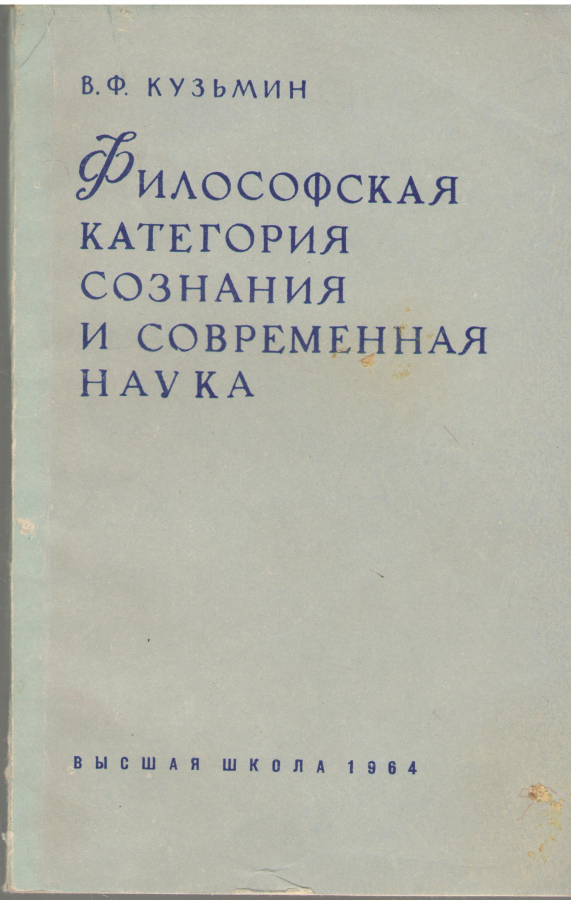 В. Ф. КУЗЬМИН
ФИЛОСОФСКАЯ
КАТЕГОРИЯ
СОЗНАНИЯ
И СОВРЕМЕННАЯ
НАУКА
ВЫСШАЯ ШКОЛА 1964